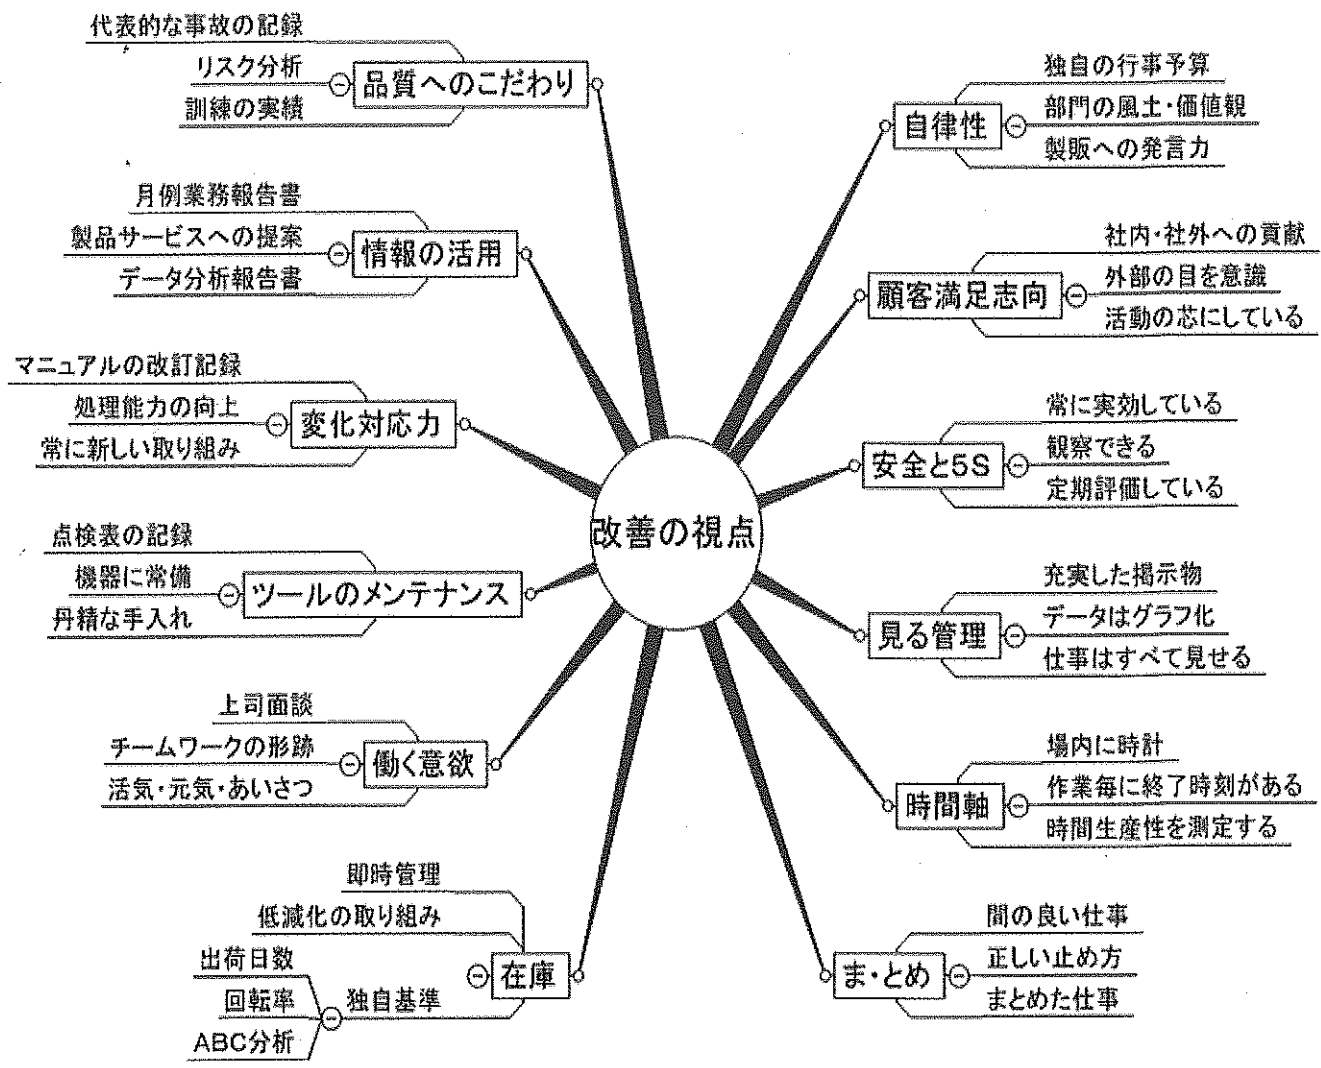 改善の視点
品質へのこだわり
代表的な事故の記録
リスク分析
訓練の実績
情報の活用
月例業務報告書
製品サービスへの提案
データ分析報告書
変化対応力
マニュアルの改訂記録
処理能力の向上
常に新しい取り組み
ツールのメンテナンス
点検表の記録
機器に常備
丹精な手入れ
働く意欲
上司面談
チームワークの形跡
活気・元気・あいさつ
在庫
即時管理
低減化の取り組み
独自基準
出荷日数
回転率
ABC分析
自律性
独自の行事予算
部門の風土・価値観
製販への発言力
顧客満足志向
社内・社外への貢献
外部の目を意識
活動の芯にしている
安全と5S
常に実効している
観察できる
定期評価している
見る管理
充実した掲示物
データはグラフ化
仕事はすべて見せる
時間軸
場内に時計
作業毎に終了時刻がある
時間生産性を測定する
ま・とめ
間の良い仕事
正しい止め方
まとめた仕事